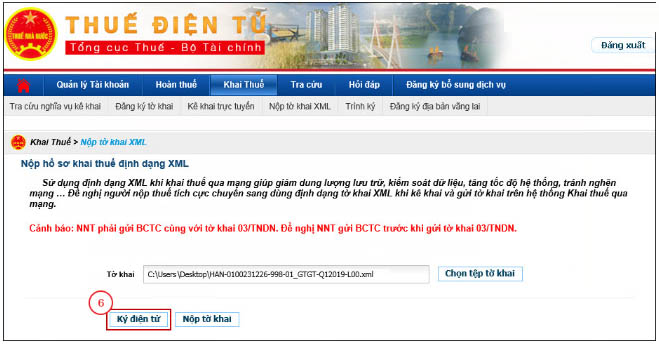 THUẾ NHÀ NƯỚC
THUẾ ĐIỆN TỬ
Tổng cục Thuế - Bộ Tài chính
Đăng xuất
Quản lý Tài khoản Hoàn thuế Khai Thuế Tra cứu Hỏi đáp Đăng ký bổ sung dịch vụ
Tra cứu nghĩa vụ kê khai Đăng ký tờ khai Kê khai trực tuyến Nộp tờ khai XML Trình ký Đăng ký địa bàn vãng lai
Khai Thuế > Nộp tờ khai XML
Nộp hồ sơ khai thuế định dạng XML
Sử dụng định dạng XML khi khai thuế qua mạng giúp giảm dung lượng lưu trữ, kiểm soát dữ liệu, tăng tốc độ hệ thống, tránh nghẽn
mạng ... Đề nghị người nộp thuế tích cực chuyển sang dùng định dạng tờ khai XML khi kê khai và gửi tờ khai trên hệ thống Khai thuế qua
mạng.
Cảnh báo: NNT phải gửi BCTC cùng với tờ khai 03/TNDN. Đề nghị NNT gửi BCTC trước khi gửi tờ khai 03/TNDN.
Tờ khai C:\Users\Desktop\HAN-0100231226-998-01_GTGT-Q12019-L00.xml Chọn tệp tờ khai
6
Ký điện tử Nộp tờ khai